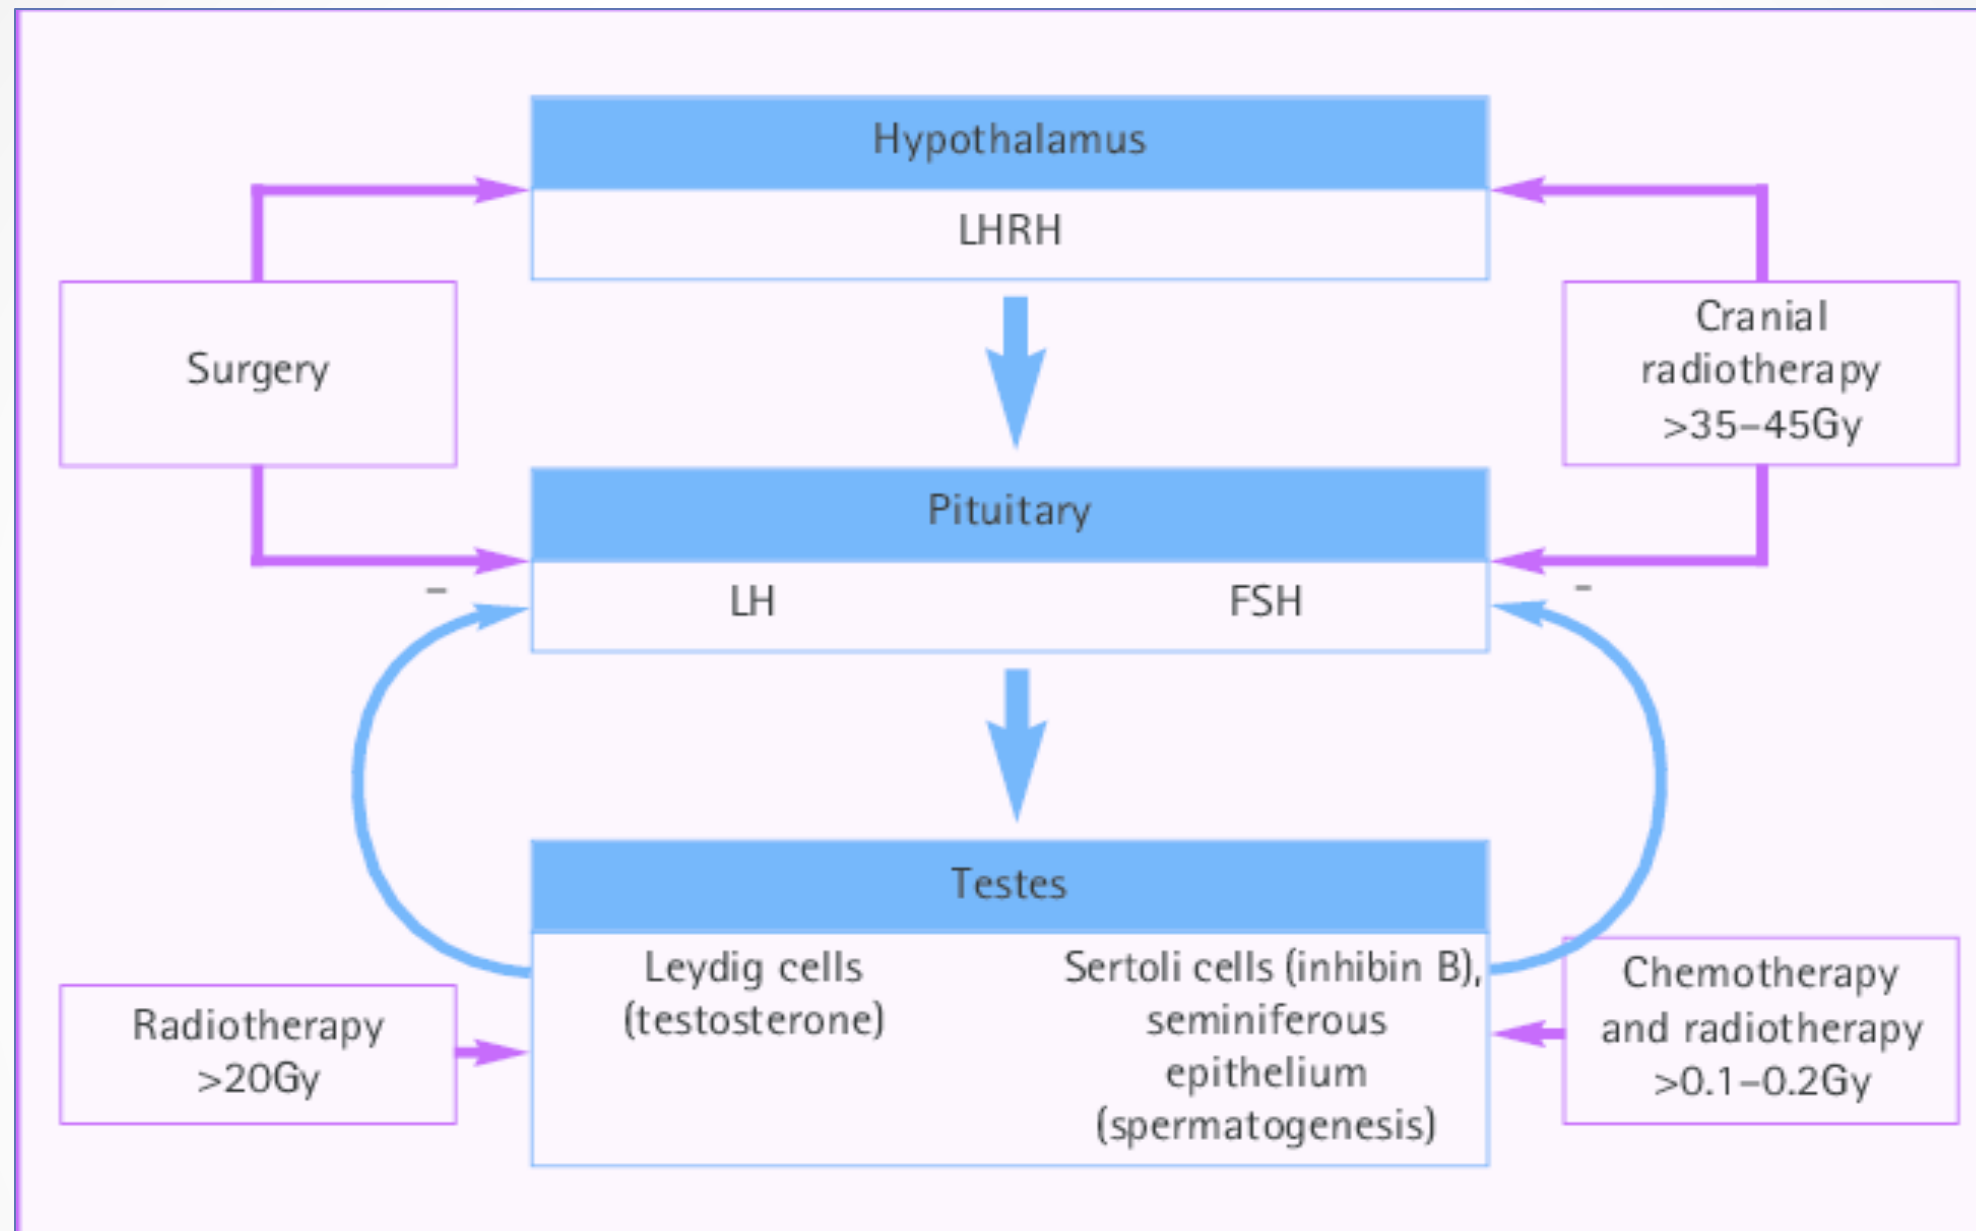 Hypothalamus
LHRH
Surgery
Cranial
radiotherapy
>35–45Gy
Pituitary
–
LH
FSH
-
Testes
Leydig cells
(testosterone)
Sertoli cells (inhibin B),
seminiferous
epithelium
(spermatogenesis)
Radiotherapy
>20Gy
Chemotherapy
and radiotherapy
>0.1–0.2Gy